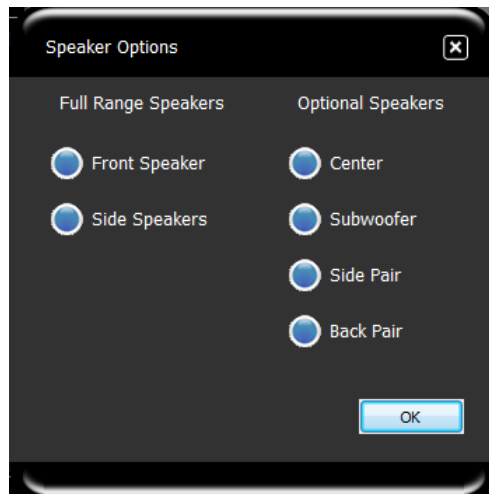 Speaker Options
Full Range Speakers
Optional Speakers
Front Speaker
Center
Side Speakers
Subwoofer
Side Pair
Back Pair
OK